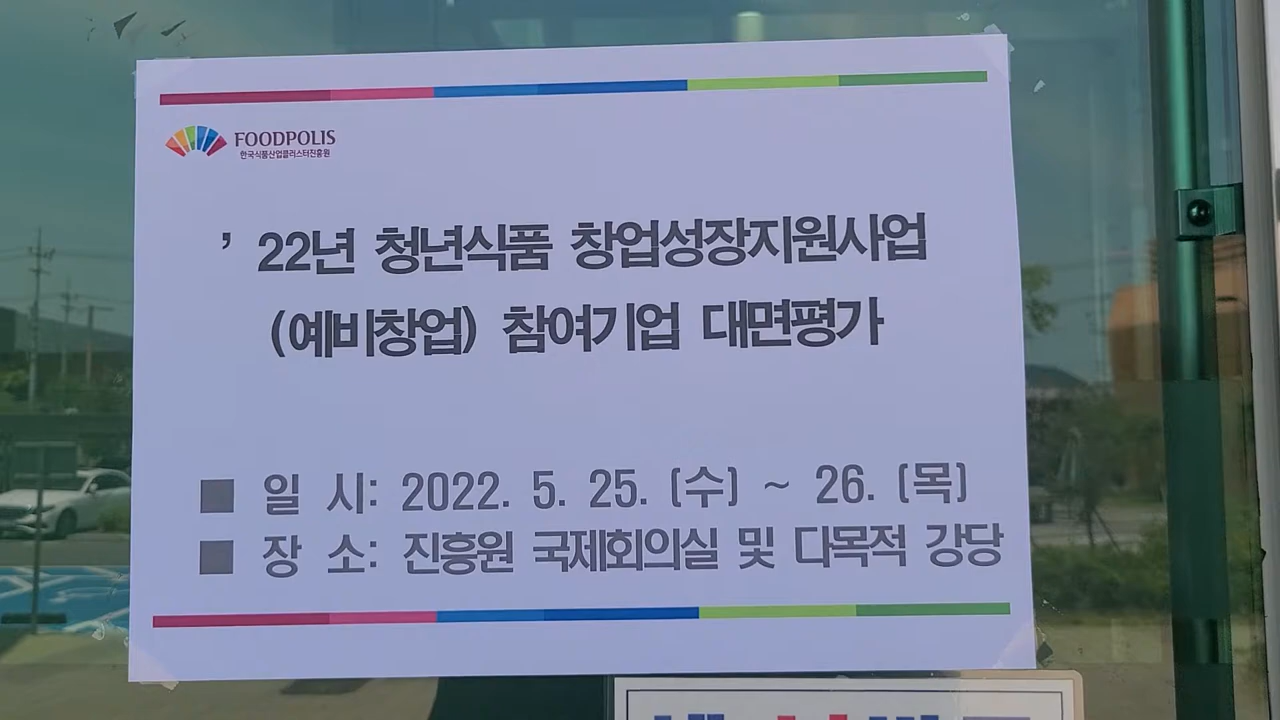 FOODPOLIS
한국식품산업클러스터진흥원
’ 22년 청년식품 창업성장지원사업
(예비창업) 참여기업 대면평가
■ 일 시: 2022. 5. 25. (수) ~ 26. (목)
■ 장 소: 진흥원 국제회의실 및 다목적 강당